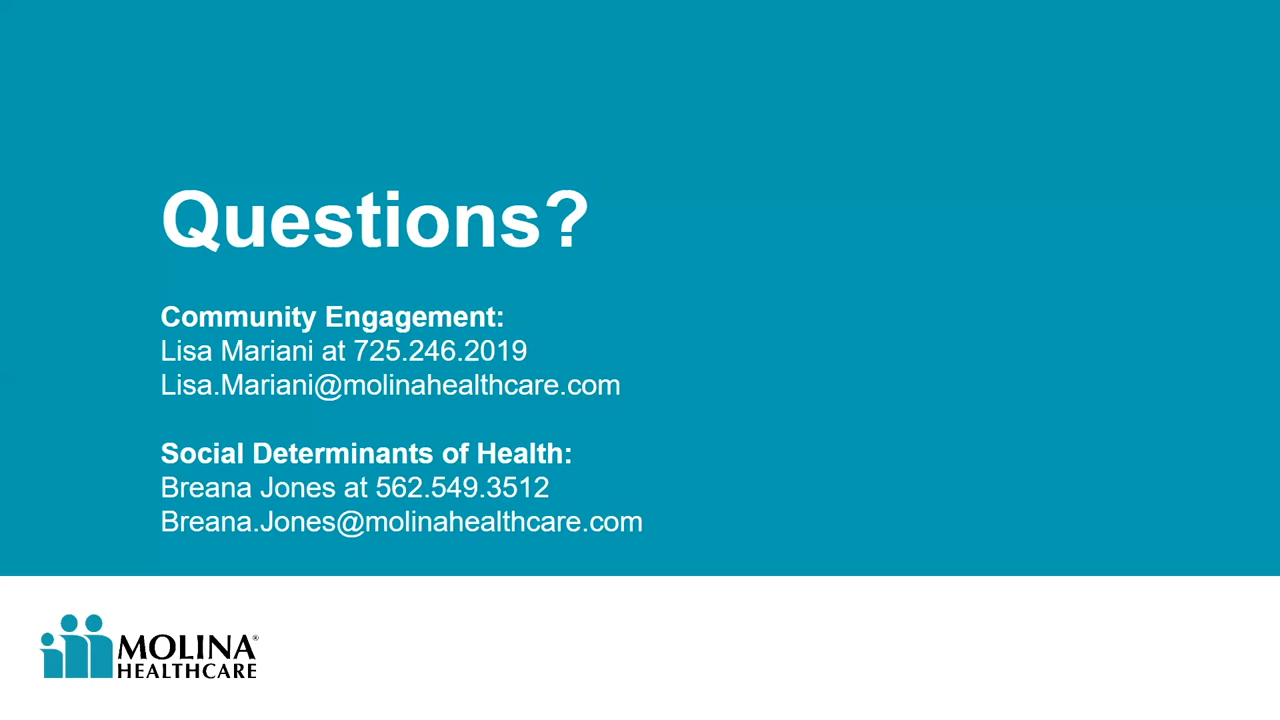 Questions?
Community Engagement:
Lisa Mariani at 725.246.2019
Lisa.Mariani@molinahealthcare.com
Social Determinants of Health:
Breana Jones at 562.549.3512
Breana.Jones@molinahealthcare.com
MOLINA®
HEALTHCARE